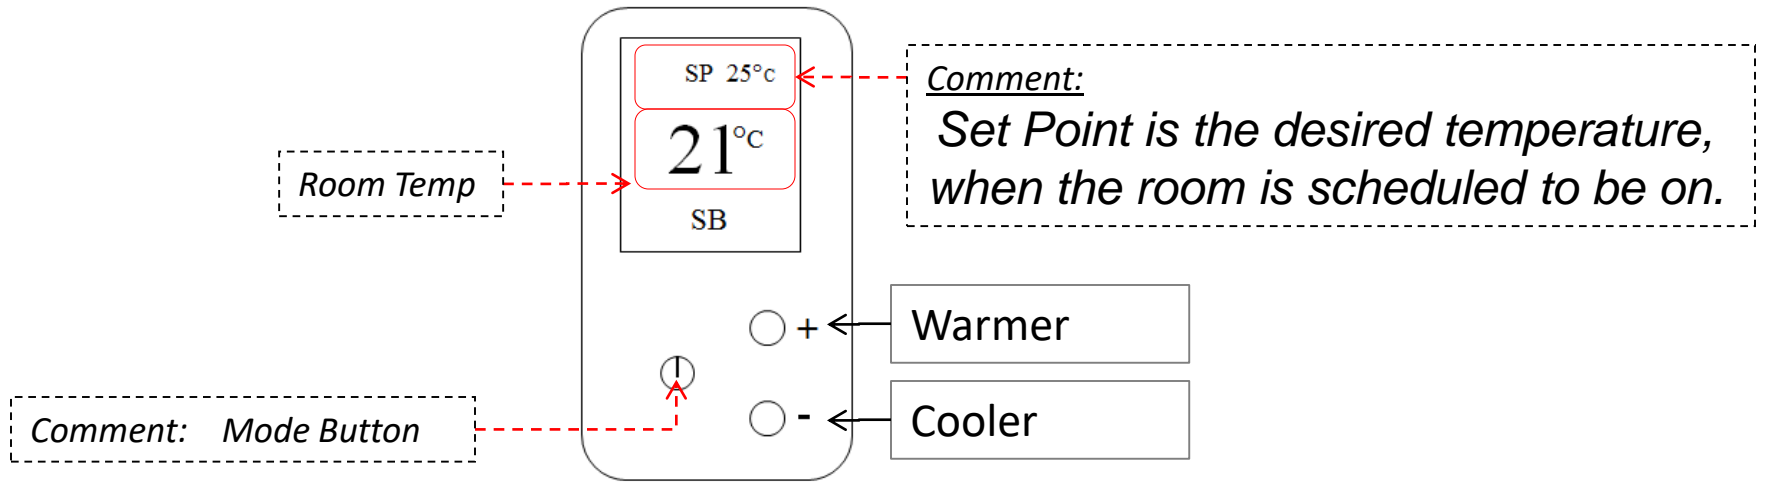 SP 25°C
Comment:
Set Point is the desired temperature,
when the room is scheduled to be on.
21°C
Room Temp
SB
+
Warmer
Comment: Mode Button
-
Cooler